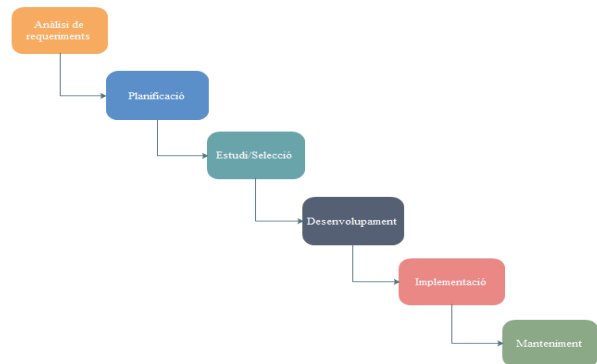 Anàlisi de
requeriments
Planificació
Estudi/Selecció
Desenvolupament
Implementació
Manteniment